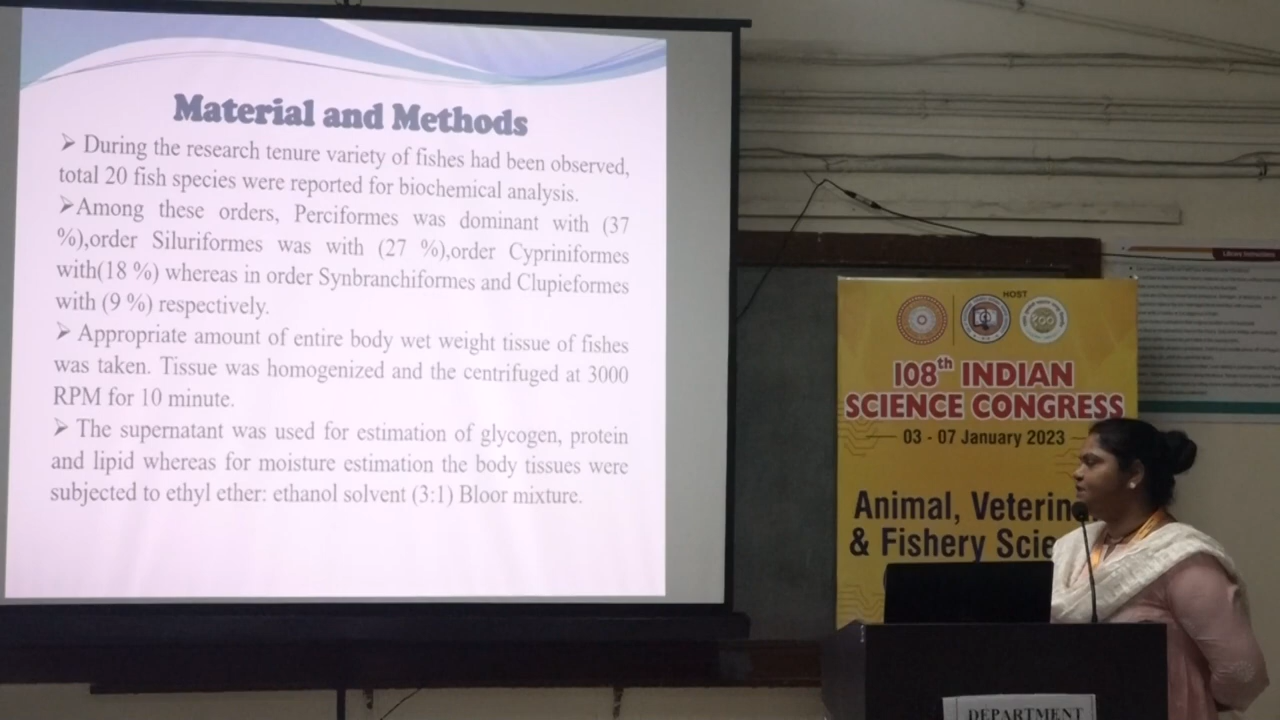 Material and Methods
➢ During the research tenure variety of fishes had been observed,
total 20 fish species were reported for biochemical analysis.
➢Among these orders, Perciformes was dominant with (37
%),order Siluriformes was with (27 %),order Cypriniformes
with(18 %) whereas in order Synbranchiformes and Clupieformes
with (9 %) respectively.
➢ Appropriate amount of entire body wet weight tissue of fishes
was taken. Tissue was homogenized and the centrifuged at 3000
RPM for 10 minute.
➢ The supernatant was used for estimation of glycogen, protein
and lipid whereas for moisture estimation the body tissues were
subjected to ethyl ether: ethanol solvent (3:1) Bloor mixture.
Library Instructions
HOST
200
108th INDIAN
SCIENCE CONGRESS
03 - 07 January 2023
Animal, Veterin
& Fishery Scie
DEPARTMENT